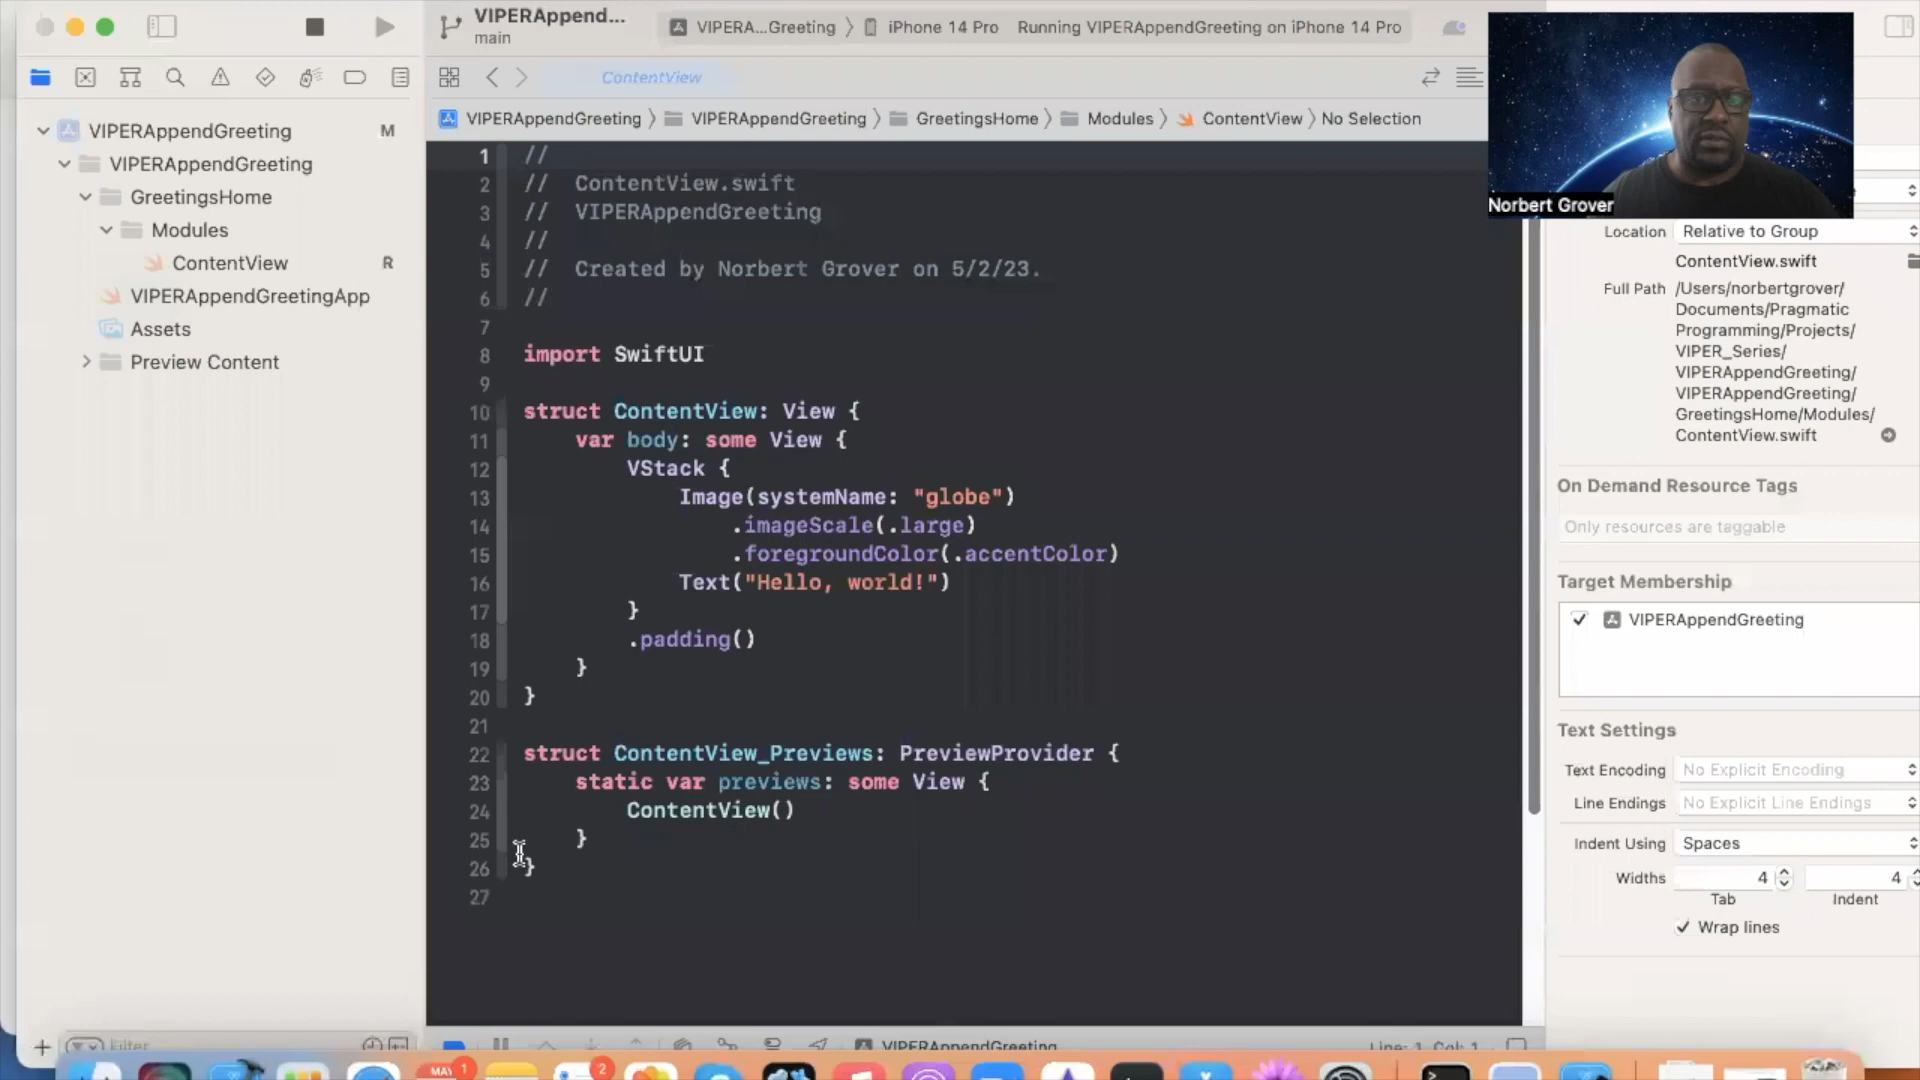 VIPERAppend...
main
VIPERA...Greeting
iPhone 14 Pro
Running VIPERAppendGreeting on iPhone 14 Pro
ContentView
VIPERAppendGreeting
VIPERAppendGreeting
GreetingsHome
Modules
ContentView
No Selection
VIPERAppendGreeting M
VIPERAppendGreeting
GreetingsHome
Modules
ContentView R
VIPERAppendGreetingApp
Assets
Preview Content
Filter
1 //
2 // ContentView.swift
3 // VIPERAppendGreeting
4 //
5 // Created by Norbert Grover on 5/2/23.
6 //
7
8 import SwiftUI
9
10 struct ContentView: View {
11 var body: some View {
12 VStack {
13 Image(systemName: "globe")
14 .imageScale(.large)
15 .foregroundColor(.accentColor)
16 Text("Hello, world!")
17 }
18 .padding()
19 }
20 }
21
22 struct ContentView_Previews: PreviewProvider {
23 static var previews: some View {
24 ContentView()
25 }
26 }
27
VIPERAppendGreeting
Line: 1 Col: 1
Norbert Grover
Location Relative to Group
ContentView.swift
Full Path /Users/norbertgrover/
Documents/Pragmatic
Programming/Projects/
VIPER_Series/
VIPERAppendGreeting/
VIPERAppendGreeting/
GreetingsHome/Modules/
ContentView.swift
On Demand Resource Tags
Only resources are taggable
Target Membership
VIPERAppendGreeting
Text Settings
Text Encoding No Explicit Encoding
Line Endings No Explicit Line Endings
Indent Using Spaces
Widths 4 4
Tab Indent
Wrap lines
MAY 1
2